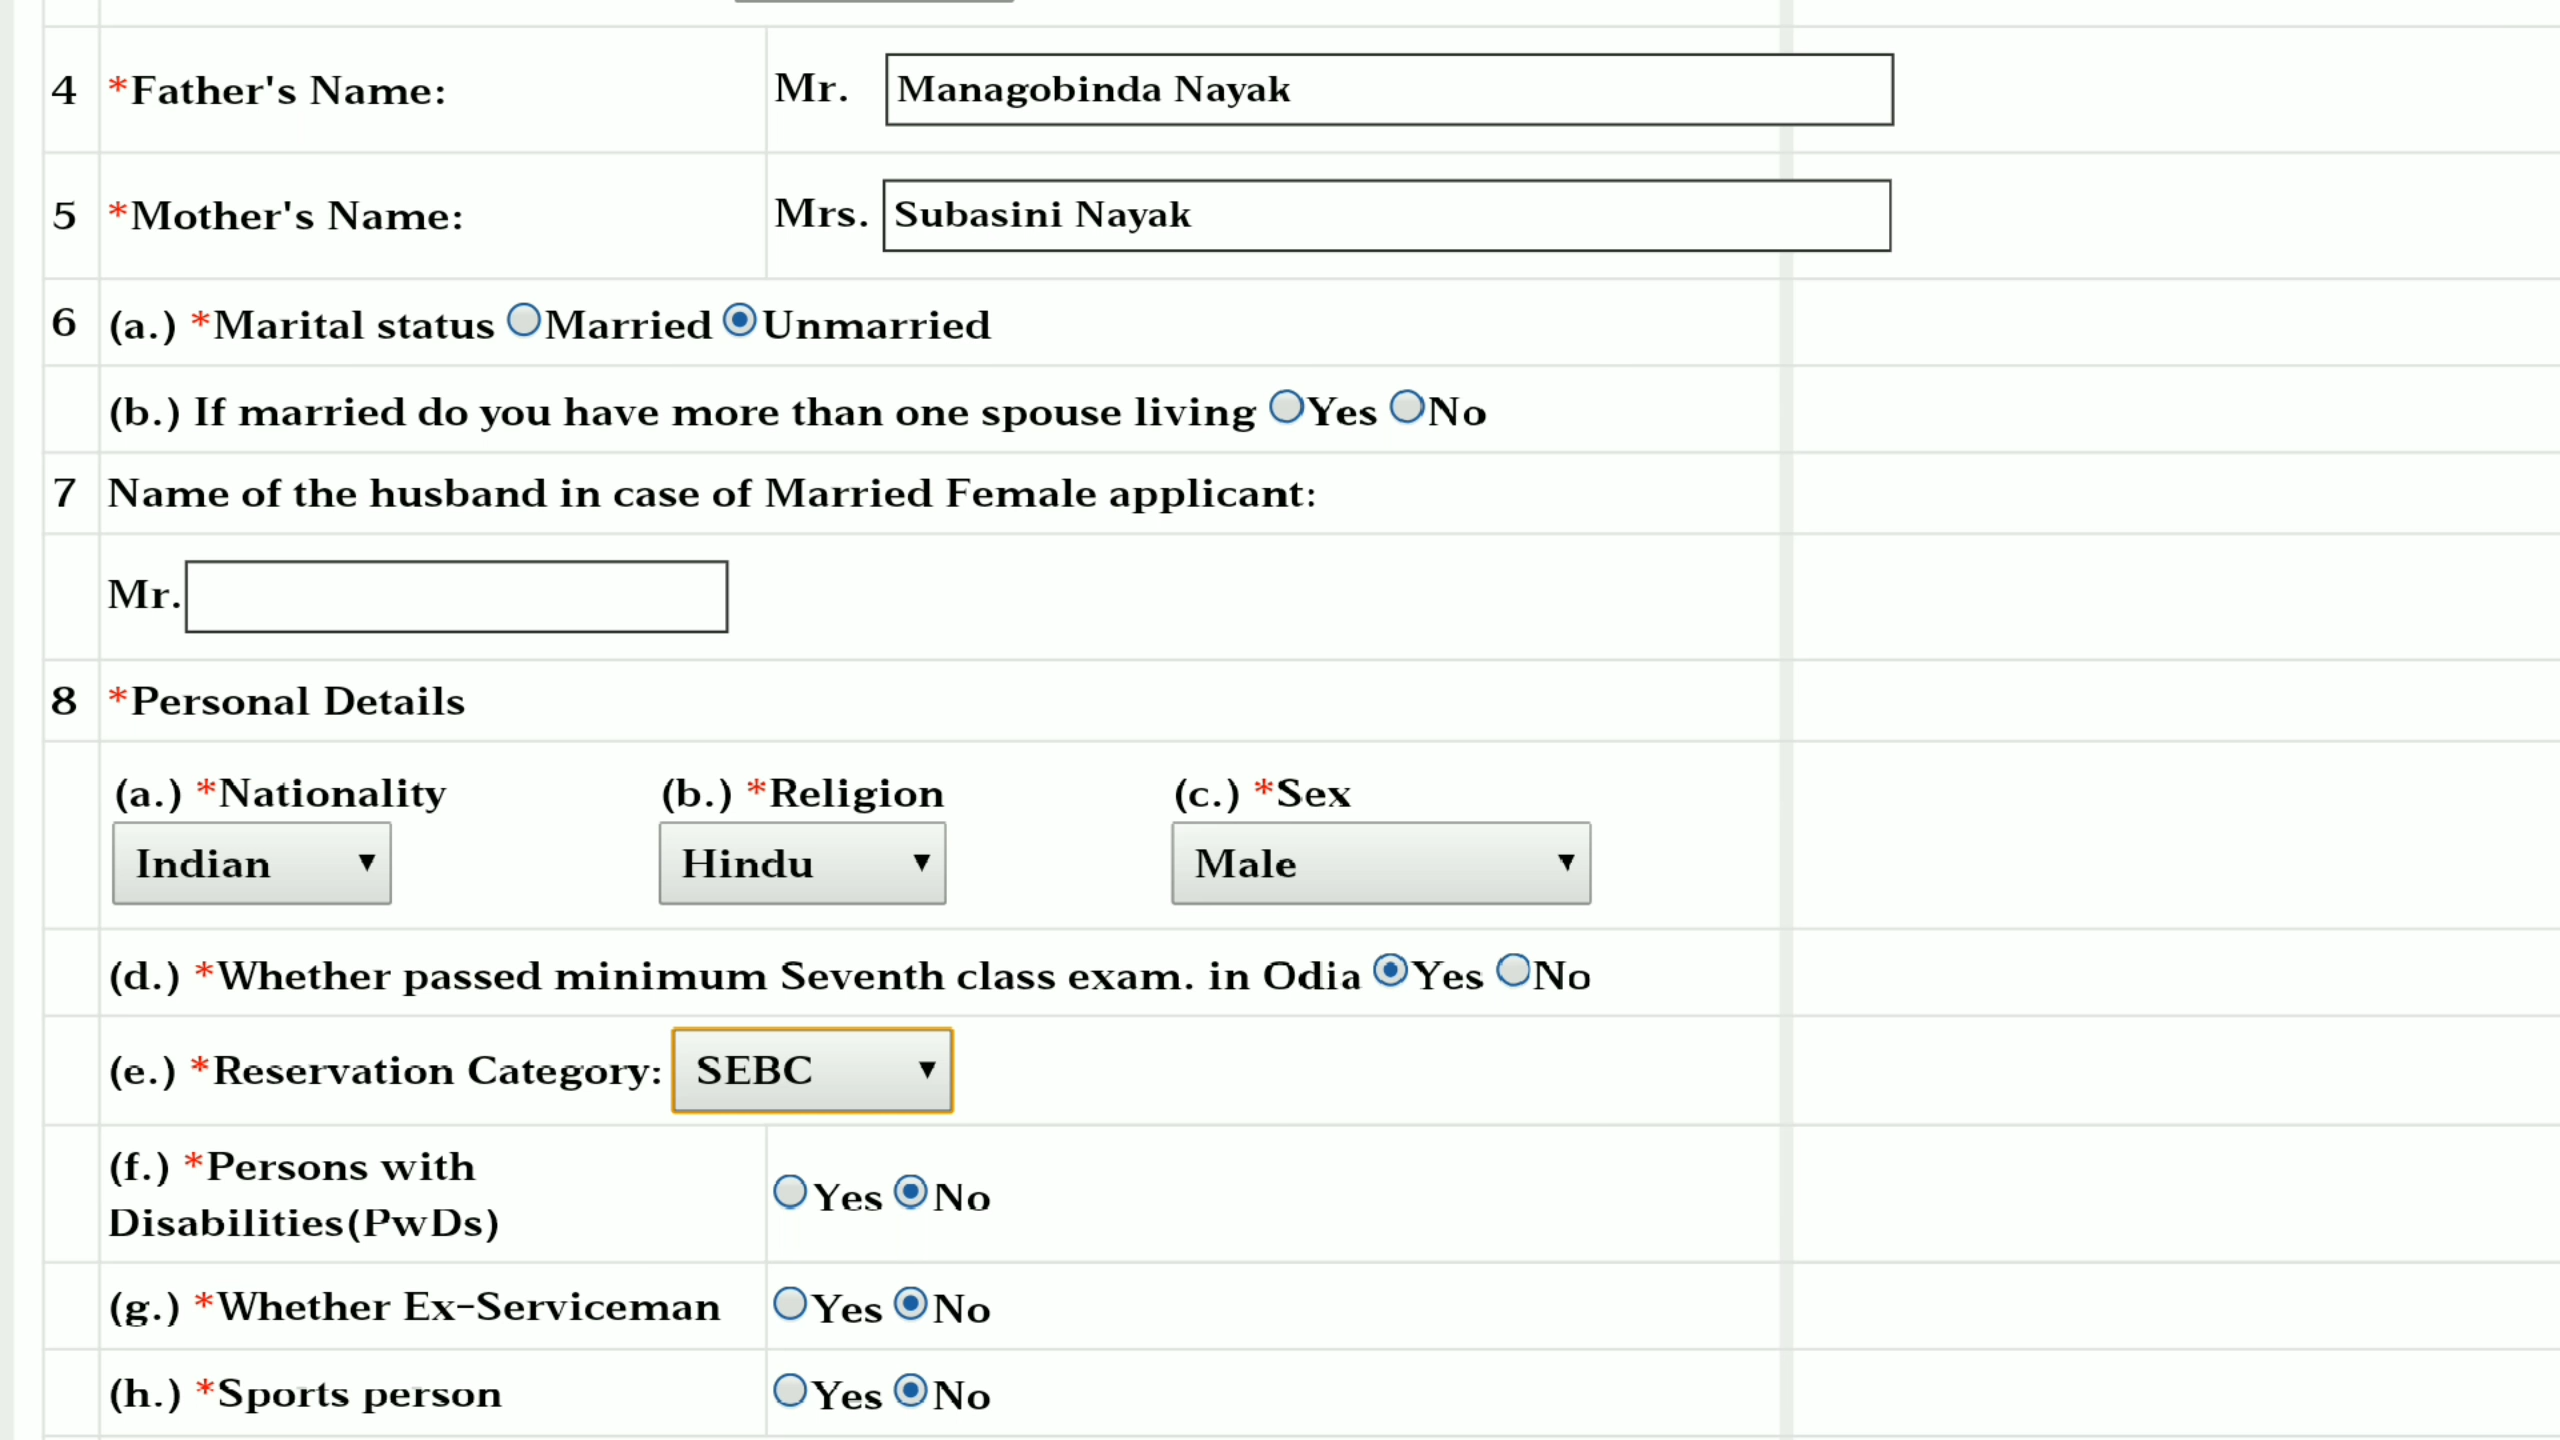 4 *Father's Name: Mr. Managobinda Nayak
5 *Mother's Name: Mrs. Subasini Nayak
6 (a.) *Marital status Married Unmarried
(b.) If married do you have more than one spouse living Yes No
7 Name of the husband in case of Married Female applicant:
Mr.
8 *Personal Details
(a.) *Nationality (b.) *Religion (c.) *Sex
Indian Hindu Male
(d.) *Whether passed minimum Seventh class exam. in Odia Yes No
(e.) *Reservation Category: SEBC
(f.) *Persons with
Disabilities(PwDs) Yes No
(g.) *Whether Ex-Serviceman Yes No
(h.) *Sports person Yes No